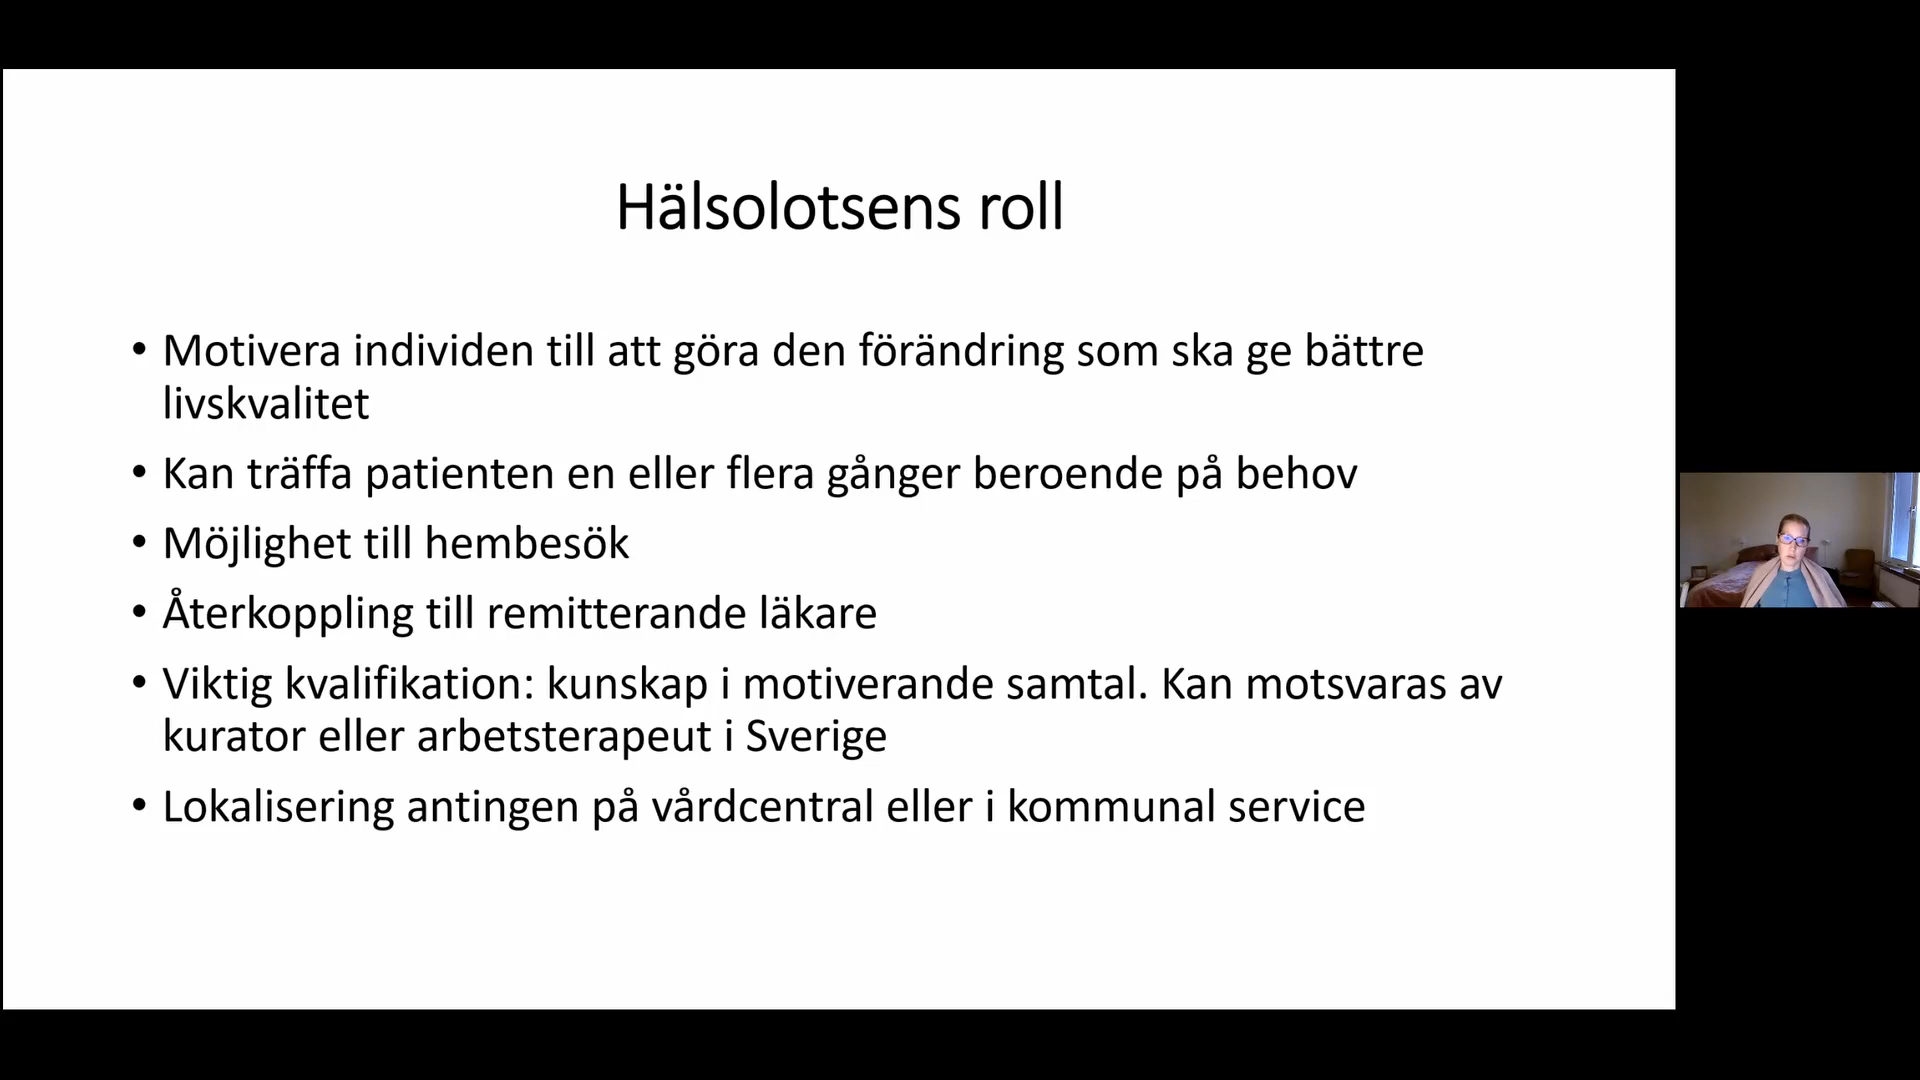 Hälsolotsens roll
• Motivera individen till att göra den förändring som ska ge bättre
livskvalitet
• Kan träffa patienten en eller flera gånger beroende på behov
• Möjlighet till hembesök
• Återkoppling till remitterande läkare
• Viktig kvalifikation: kunskap i motiverande samtal. Kan motsvaras av
kurator eller arbetsterapeut i Sverige
• Lokalisering antingen på vårdcentral eller i kommunal service